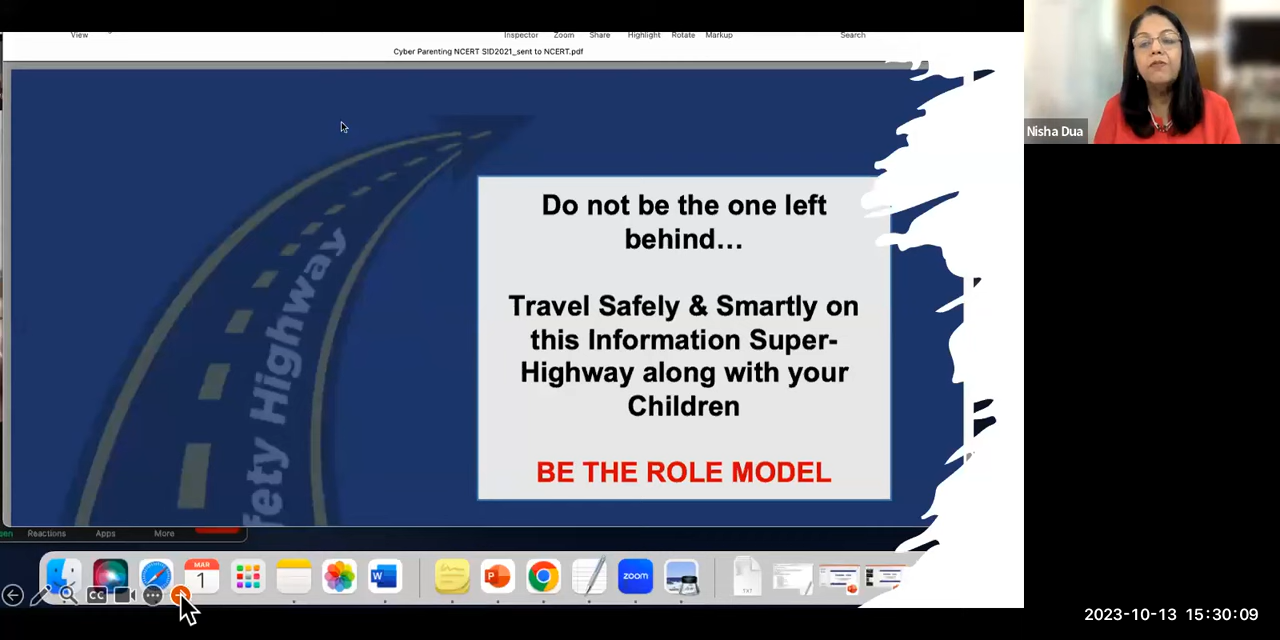 View
Inspector Zoom Share Highlight Rotate Markup Search
Cyber Parenting NCERT SID2021_sent to NCERT.pdf
Nisha Dua
Do not be the one left
behind...
Travel Safely & Smartly on
this Information Super-
Highway along with your
Children
BE THE ROLE MODEL
fety Highway
Reactions Apps More
MAR
1
W
P
zoom
TXT
CC
2023-10-13 15:30:09